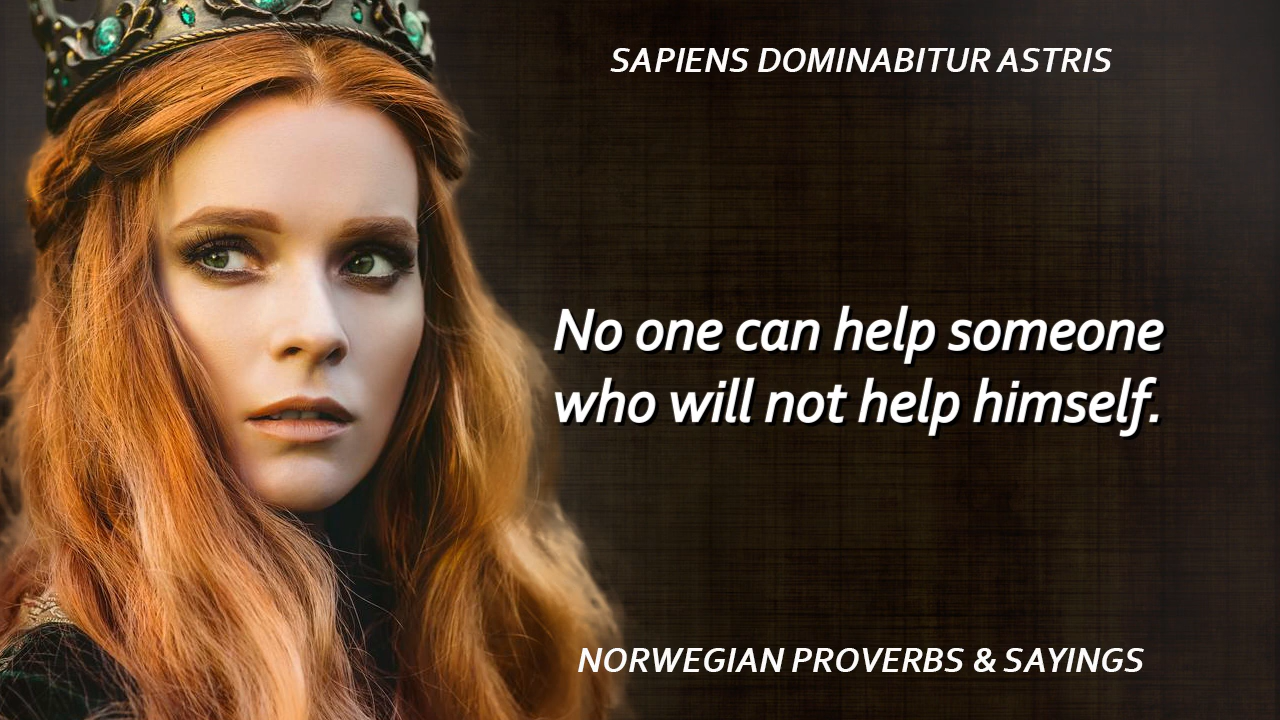 SAPIENS DOMINABITUR ASTRIS
No one can help someone
who will not help himself.
NORWEGIAN PROVERBS & SAYINGS